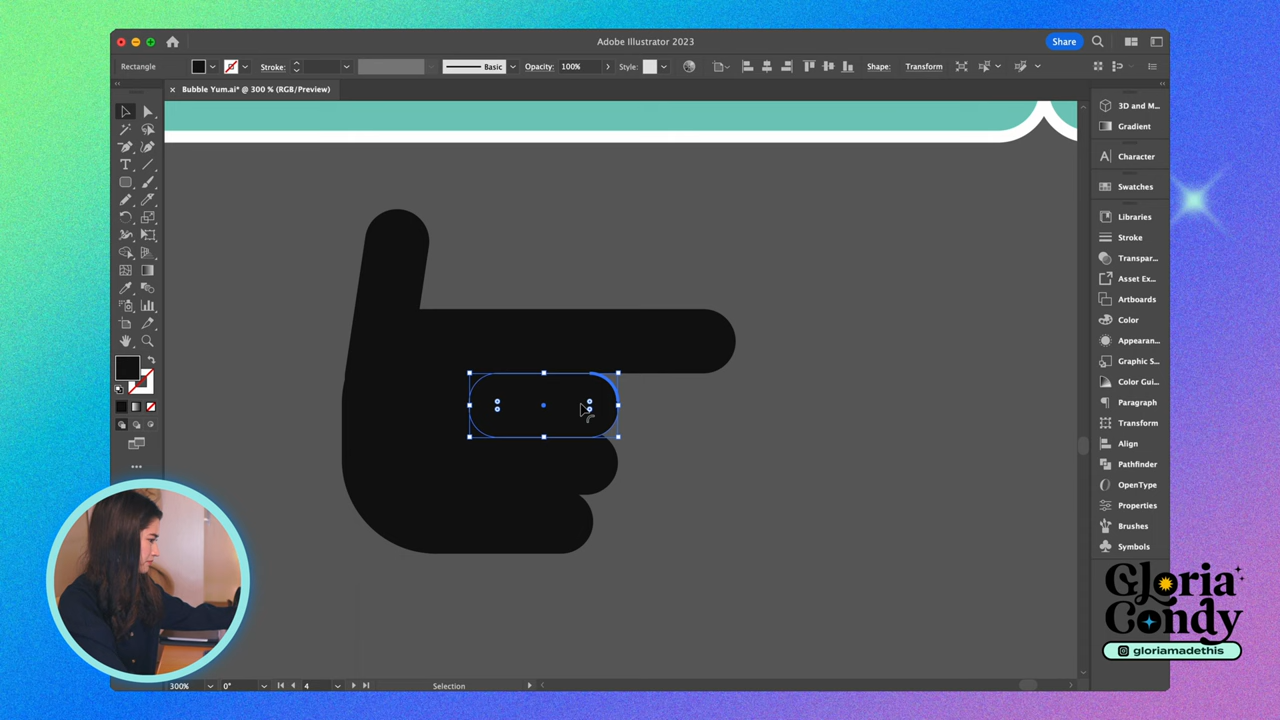 Adobe Illustrator 2023
Share
Rectangle
Stroke:
Basic
Opacity: 100%
Style:
Shape:
Transform
× Bubble Yum.ai* @ 300 % (RGB/Preview)
3D and M...
Gradient
Character
Swatches
Libraries
Stroke
Transpar...
Asset Ex...
Artboards
Color
Appearan...
Graphic S...
Color Gui...
Paragraph
Transform
Align
Pathfinder
OpenType
Properties
Brushes
Symbols
Gloria
Condy
gloriamadethis
300%
0°
4
Selection